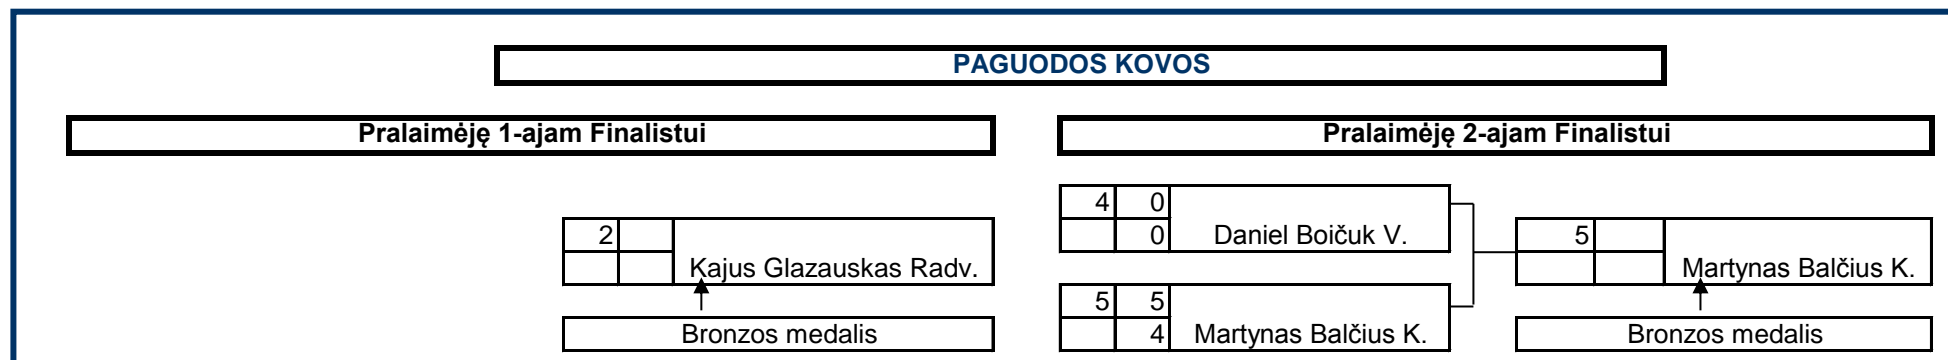 PAGUODOS KOVOS
Pralaimėję 1-ajam Finalistui
Pralaimėję 2-ajam Finalistui
2
Kajus Glazauskas Radv.
Bronzos medalis
4 0
0 Daniel Boičuk V.
5 5
4 Martynas Balčius K.
5
Martynas Balčius K.
Bronzos medalis